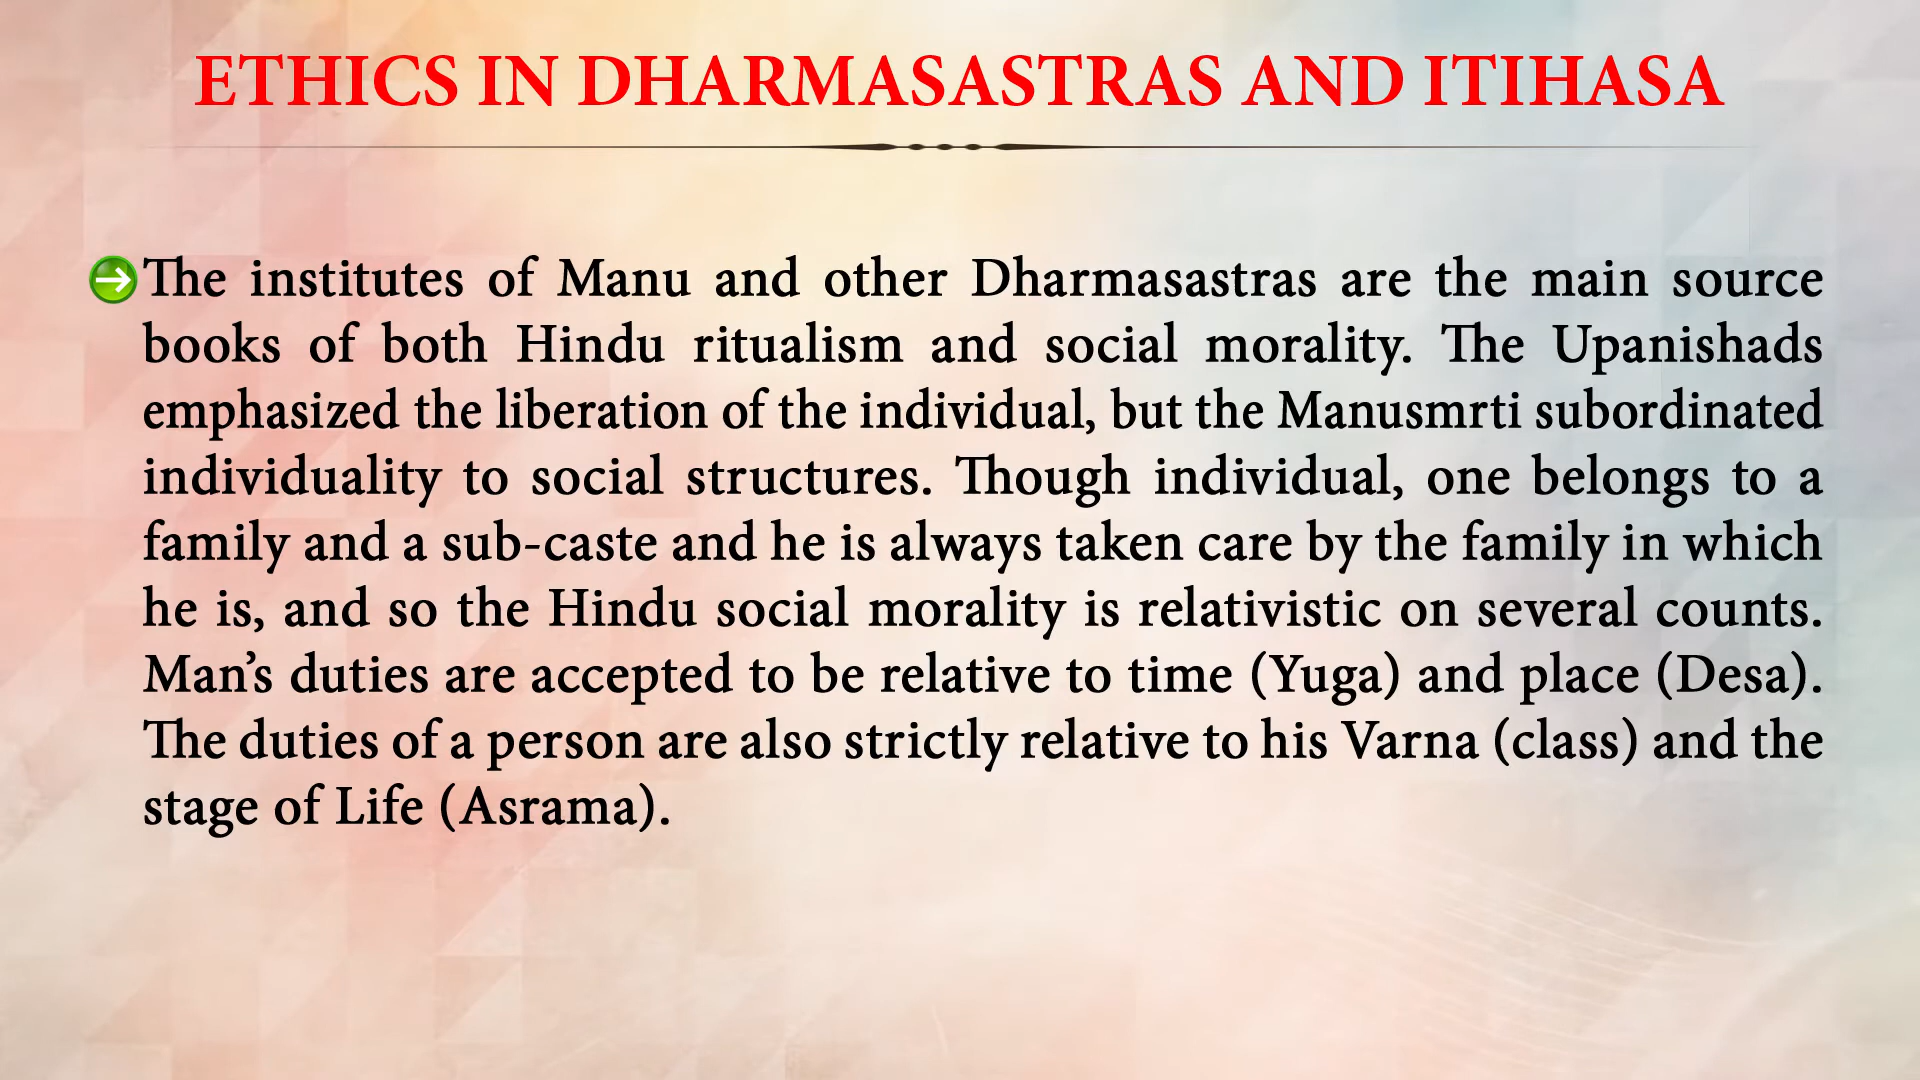 ETHICS IN DHARMASASTRAS AND ITIHASA
The institutes of Manu and other Dharmasastras are the main source
books of both Hindu ritualism and social morality. The Upanishads
emphasized the liberation of the individual, but the Manusmrti subordinated
individuality to social structures. Though individual, one belongs to a
family and a sub-caste and he is always taken care by the family in which
he is, and so the Hindu social morality is relativistic on several counts.
Man’s duties are accepted to be relative to time (Yuga) and place (Desa).
The duties of a person are also strictly relative to his Varna (class) and the
stage of Life (Asrama).